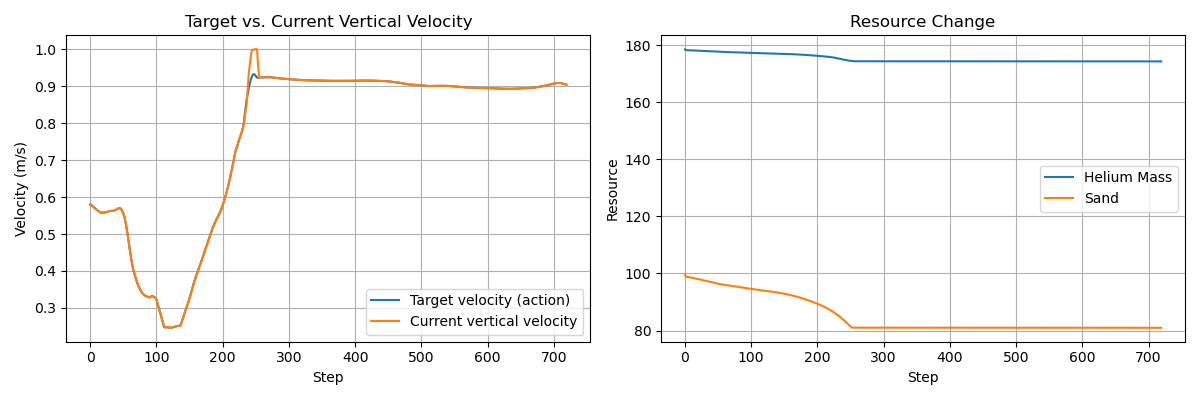 Target vs. Current Vertical Velocity
Velocity (m/s)
1.0
0.9
0.8
0.7
0.6
0.5
0.4
0.3
0 100 200 300 400 500 600 700
Step
Target velocity (action)
Current vertical velocity
Resource Change
Resource
180
160
140
120
100
80
0 100 200 300 400 500 600 700
Step
Helium Mass
Sand